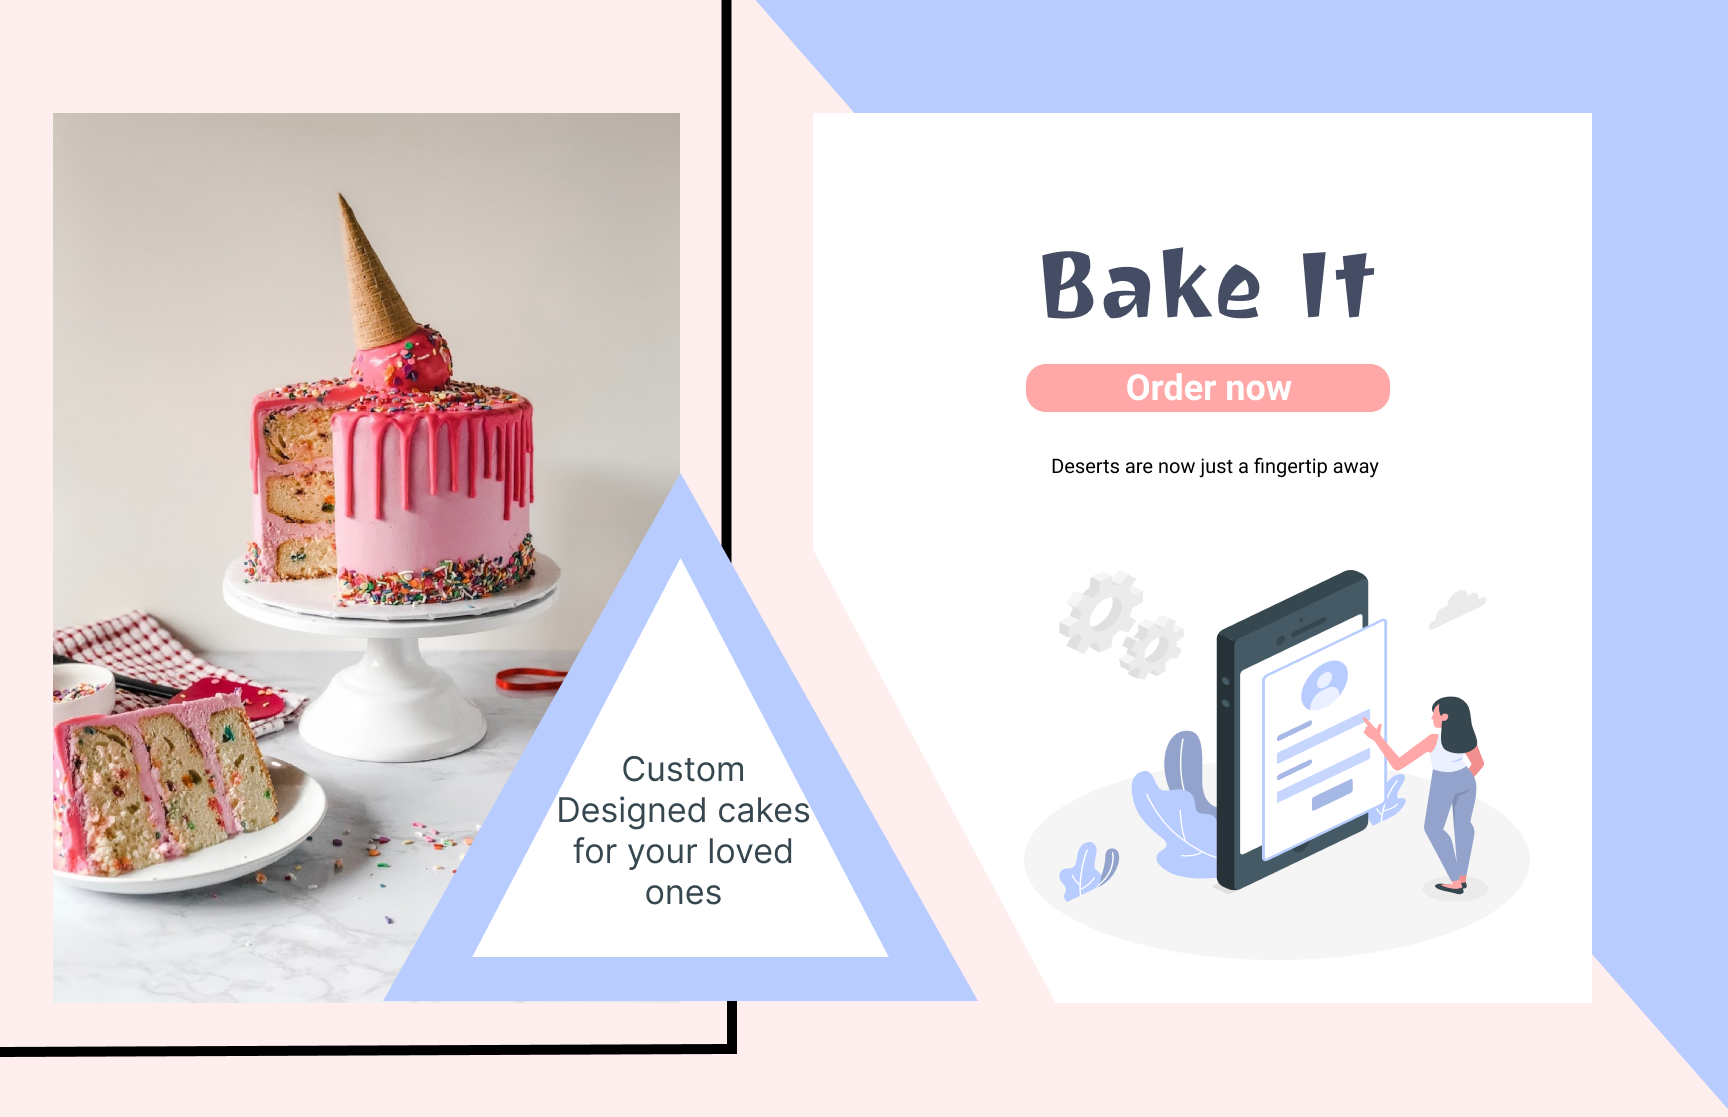 Bake It
Order now
Deserts are now just a fingertip away
Custom
Designed cakes
for your loved
ones